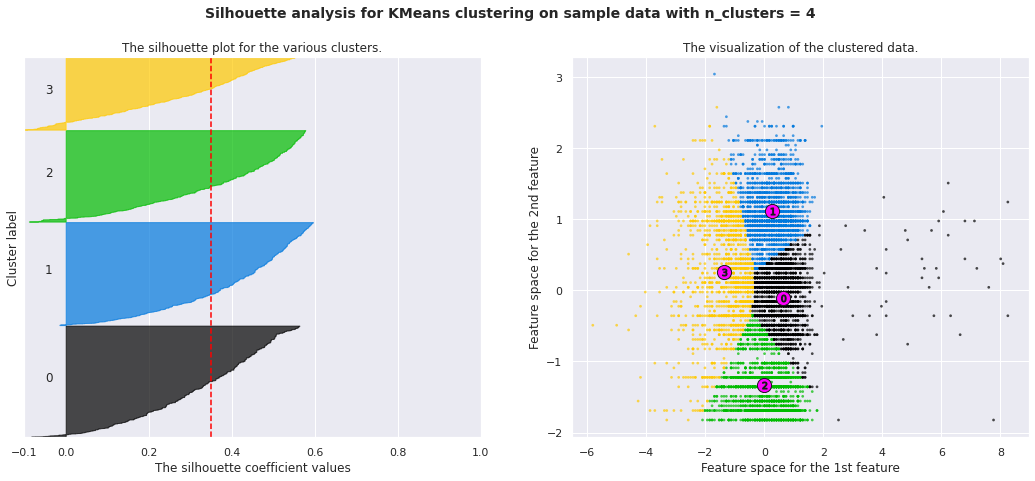 Silhouette analysis for KMeans clustering on sample data with n_clusters = 4
The silhouette plot for the various clusters.
3
2
1
0
Cluster label
−0.1 0.0 0.2 0.4 0.6 0.8 1.0
The silhouette coefficient values
The visualization of the clustered data.
3
2
1
0
−1
−2
Feature space for the 2nd feature
1
3
0
2
−6 −4 −2 0 2 4 6 8
Feature space for the 1st feature